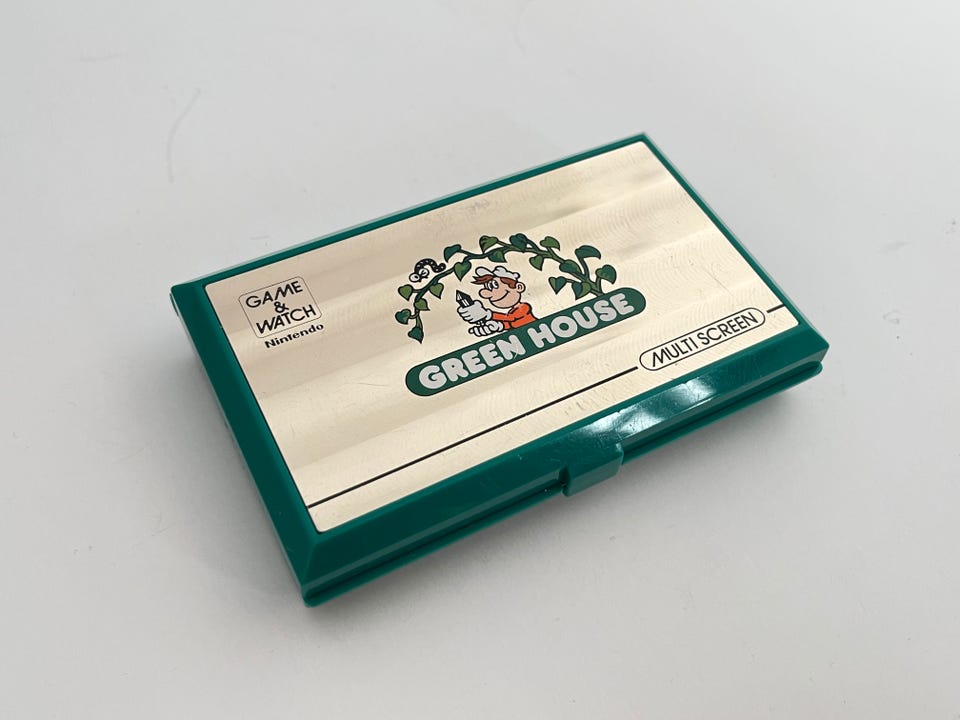 GAME
&
WATCH
Nintendo
GREEN HOUSE
MULTI SCREEN